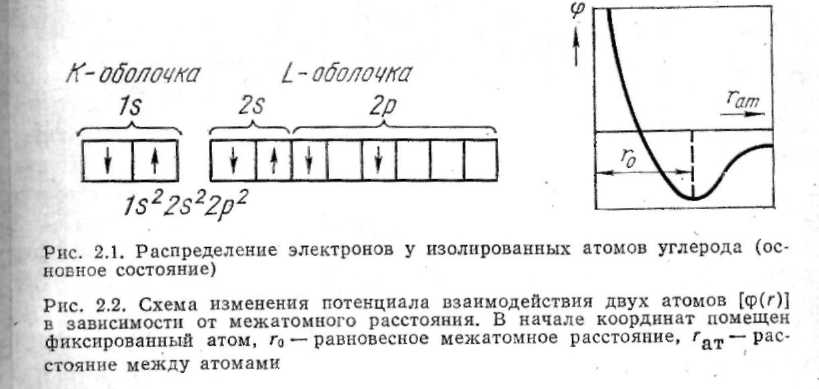 К-оболочка L-оболочка
1s 2s 2p
1s²2s²2p²
φ
rат
r₀
Рис. 2.1. Распределение электронов у изолированных атомов углерода (ос-
новное состояние)
Рис. 2.2. Схема изменения потенциала взаимодействия двух атомов [φ(r)]
в зависимости от межатомного расстояния. В начале координат помещен
фиксированный атом, r₀ — равновесное межатомное расстояние, rат — рас-
стояние между атомами